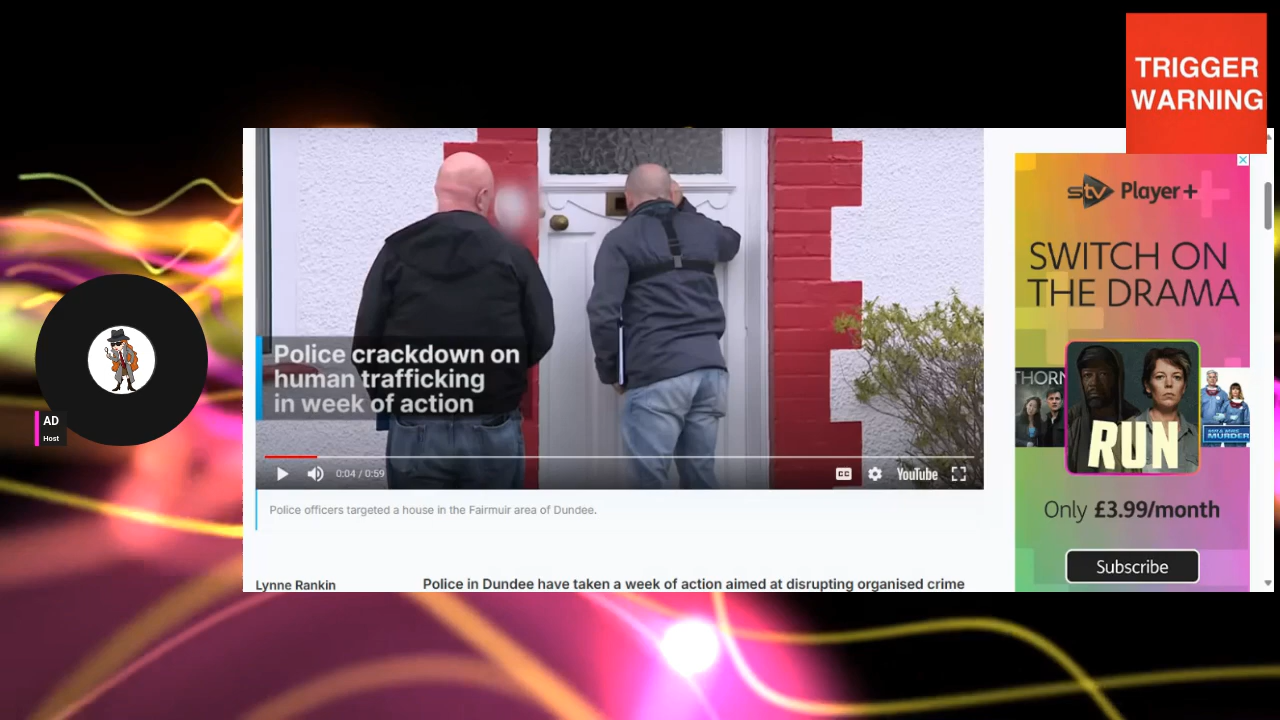 TRIGGER
WARNING
stv Player+
SWITCH ON
THE DRAMA
THORN
RUN
MURDER
Only £3.99/month
Subscribe
Police crackdown on
human trafficking
in week of action
0:04 / 0:59
CC
YouTube
Police officers targeted a house in the Fairmuir area of Dundee.
Lynne Rankin
Police in Dundee have taken a week of action aimed at disrupting organised crime
AD
Host